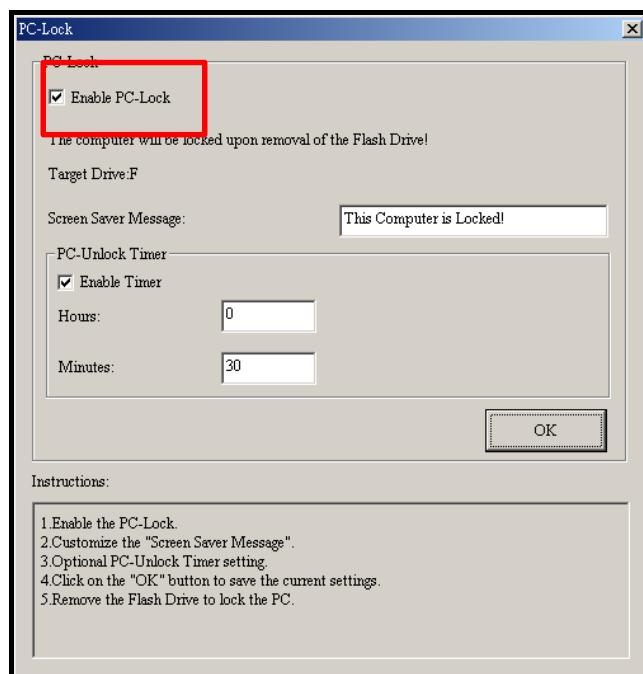 PC-Lock
PC-Lock
Enable PC-Lock
The computer will be locked upon removal of the Flash Drive!
Target Drive:F
Screen Saver Message:
This Computer is Locked!
PC-Unlock Timer
Enable Timer
Hours:
0
Minutes:
30
OK
Instructions:
1.Enable the PC-Lock.
2.Customize the "Screen Saver Message".
3.Optional PC-Unlock Timer setting.
4.Click on the "OK" button to save the current settings.
5.Remove the Flash Drive to lock the PC.